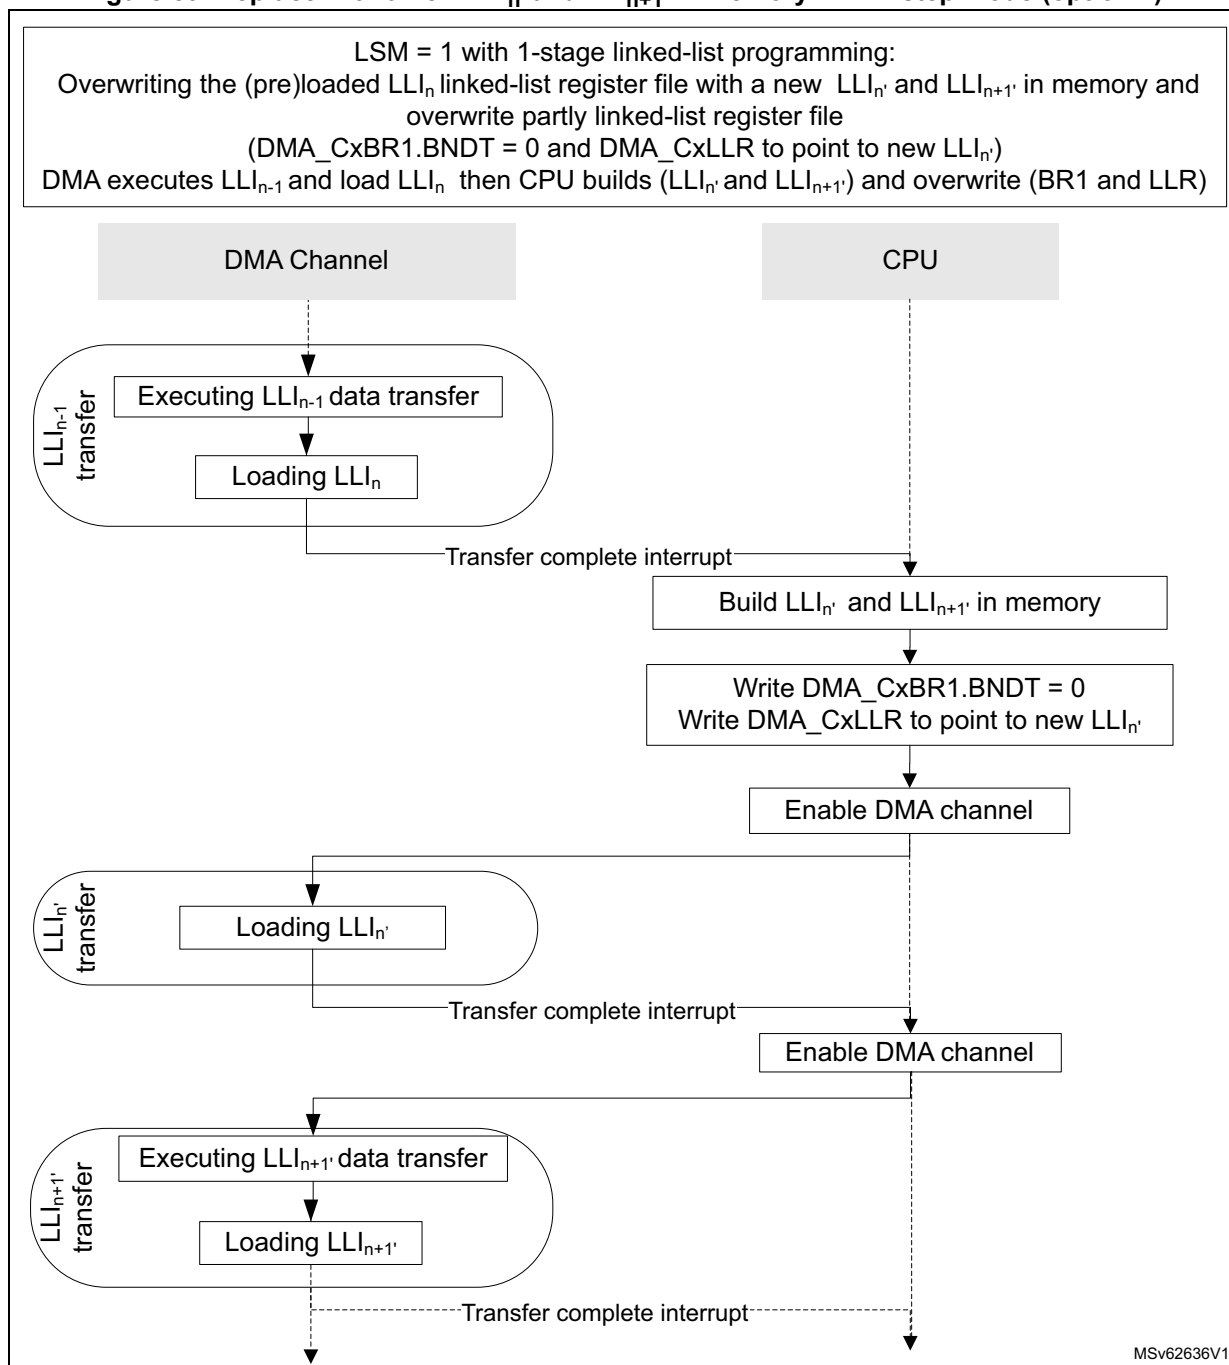 LSM = 1 with 1-stage linked-list programming:
Overwriting the (pre)loaded LLIn linked-list register file with a new LLIn' and LLIn+1' in memory and
overwrite partly linked-list register file
(DMA_CxBR1.BNDT = 0 and DMA_CxLLR to point to new LLIn')
DMA executes LLIn-1 and load LLIn then CPU builds (LLIn' and LLIn+1') and overwrite (BR1 and LLR)
DMA Channel
CPU
LLIn-1
transfer
Executing LLIn-1 data transfer
Loading LLIn
Transfer complete interrupt
Build LLIn' and LLIn+1' in memory
Write DMA_CxBR1.BNDT = 0
Write DMA_CxLLR to point to new LLIn'
Enable DMA channel
LLIn'
transfer
Loading LLIn'
Transfer complete interrupt
Enable DMA channel
LLIn+1'
transfer
Executing LLIn+1' data transfer
Loading LLIn+1'
Transfer complete interrupt
MSv62636V1